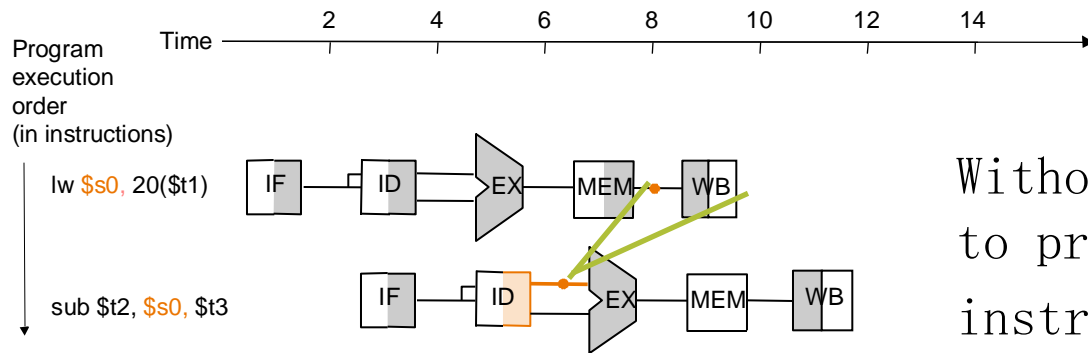 2 4 6 8 10 12 14
Time
Program
execution
order
(in instructions)
lw $s0, 20($t1)
IF ID EX MEM WB
sub $t2, $s0, $t3
IF ID EX MEM WB
Witho
to pr
instr